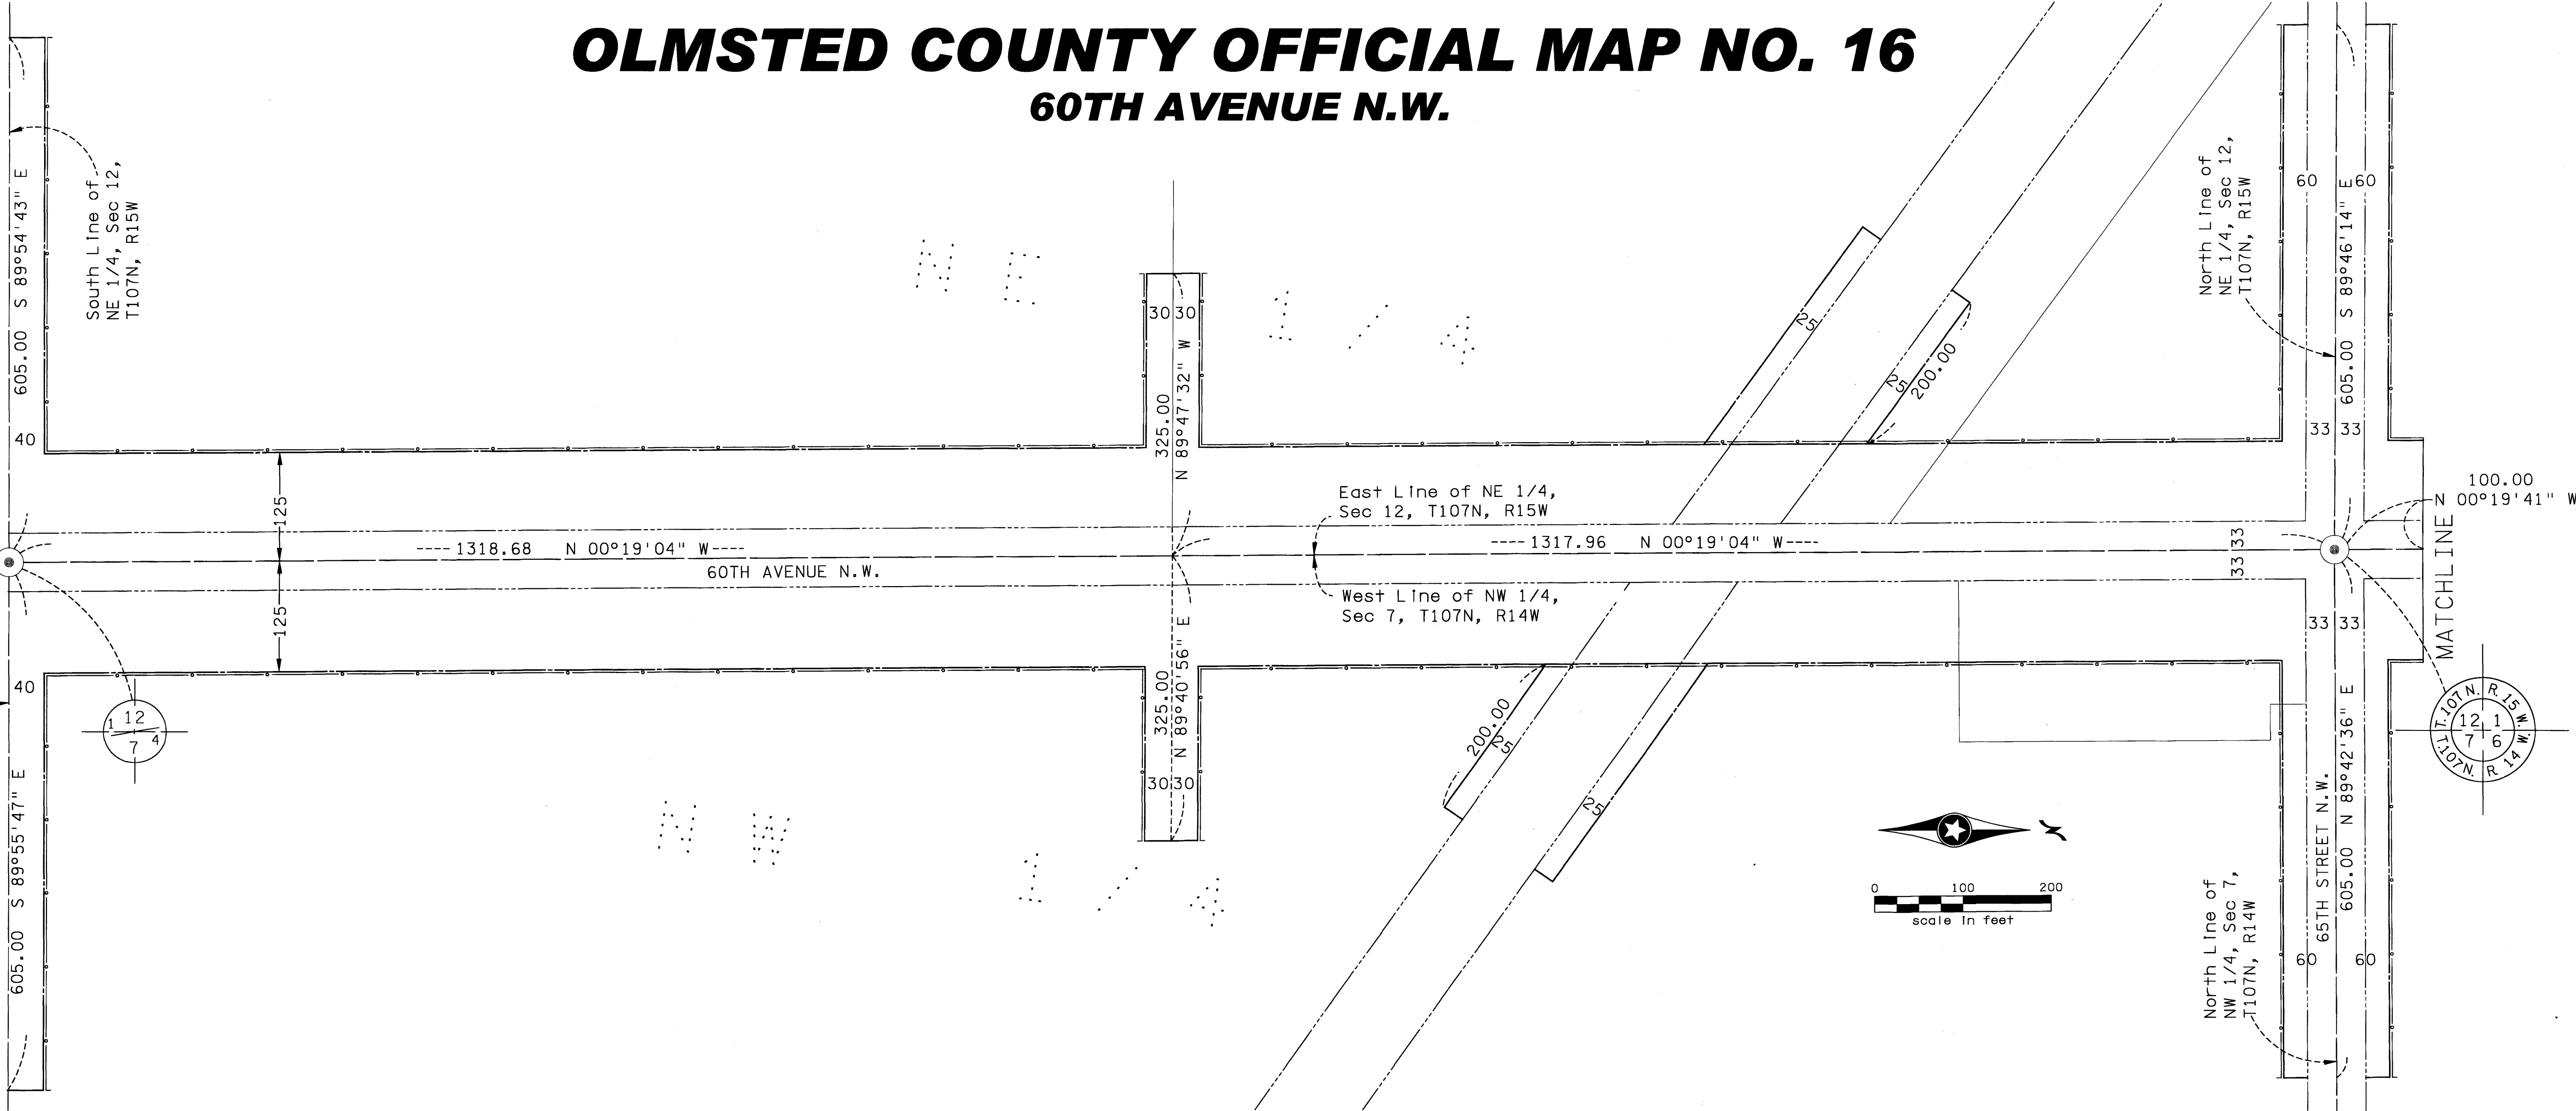 OLMSTED COUNTY OFFICIAL MAP NO. 16
60TH AVENUE N.W.
605.00 S 89°54'43" E
South Line of
NE 1/4, Sec 12,
T107N, R15W
40
125
125
40
605.00 S 89°55'47" E
1 12
7 4
N E 1 / 4
N W 1 / 4
---- 1318.68 N 00°19'04" W----
60TH AVENUE N.W.
30 30
325.00
N 89°47'32" W
325.00
N 89°40'56" E
30 30
East Line of NE 1/4,
Sec 12, T107N, R15W
West Line of NW 1/4,
Sec 7, T107N, R14W
---- 1317.96 N 00°19'04" W----
25
25
200.00
200.00
25
25
North Line of
NE 1/4, Sec 12,
T107N, R15W
60 60
605.00 S 89°46'14" E
33 33
33 33
33 33
100.00
N 00°19'41" W
MATCHLINE
T. 107 N. R. 15 W.
12 1
7 6
T.107N. R 14 W.
65TH STREET N.W.
605.00 N 89°42'36" E
60 60
North Line of
NW 1/4, Sec 7,
T107N, R14W
N
0 100 200
scale in feet